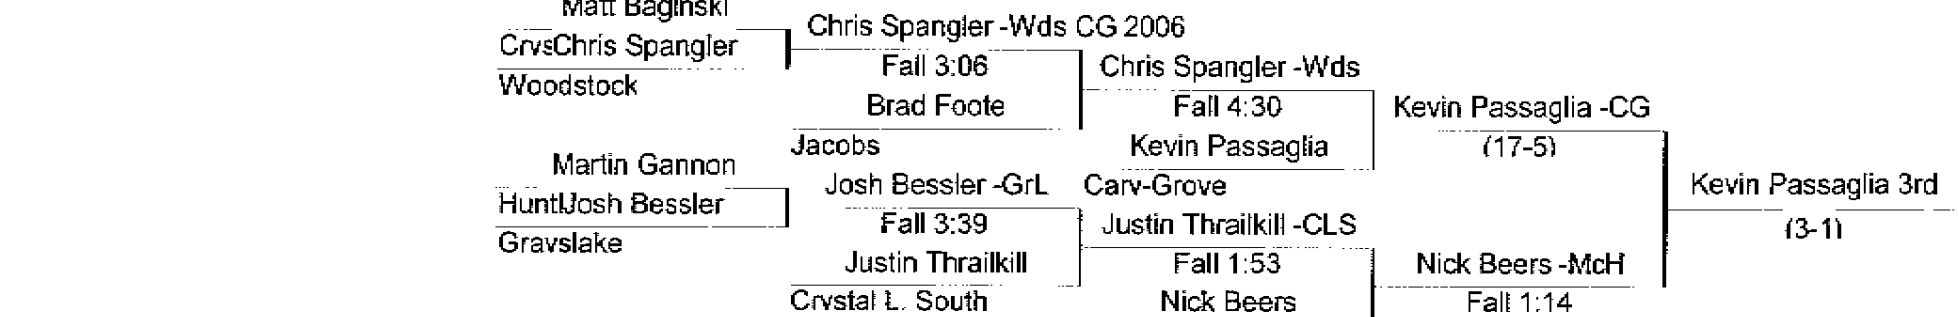 Matt Baginski
Chris Spangler -Wds CG 2006
CrvsChris Spangler
Fall 3:06
Chris Spangler -Wds
Woodstock
Brad Foote
Fall 4:30
Kevin Passaglia -CG
Jacobs
Kevin Passaglia
(17-5)
Martin Gannon
Josh Bessler -GrL
Carv-Grove
Kevin Passaglia 3rd
HuntlJosh Bessler
Fall 3:39
Justin Thrailkill -CLS
(3-1)
Gravslake
Justin Thrailkill
Fall 1:53
Nick Beers -McH
Crvstal L. South
Nick Beers
Fall 1:14